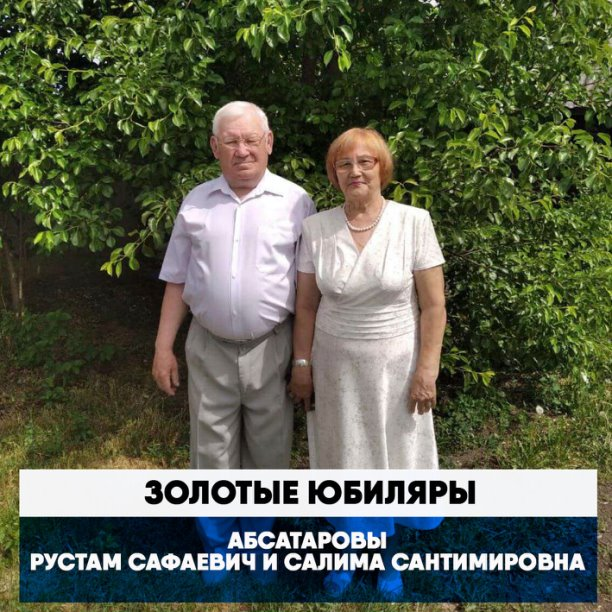 ЗОЛОТЫЕ ЮБИЛЯРЫ
АБСАТАРОВЫ
РУСТАМ САФАЕВИЧ И САЛИМА САНТИМИРОВНА